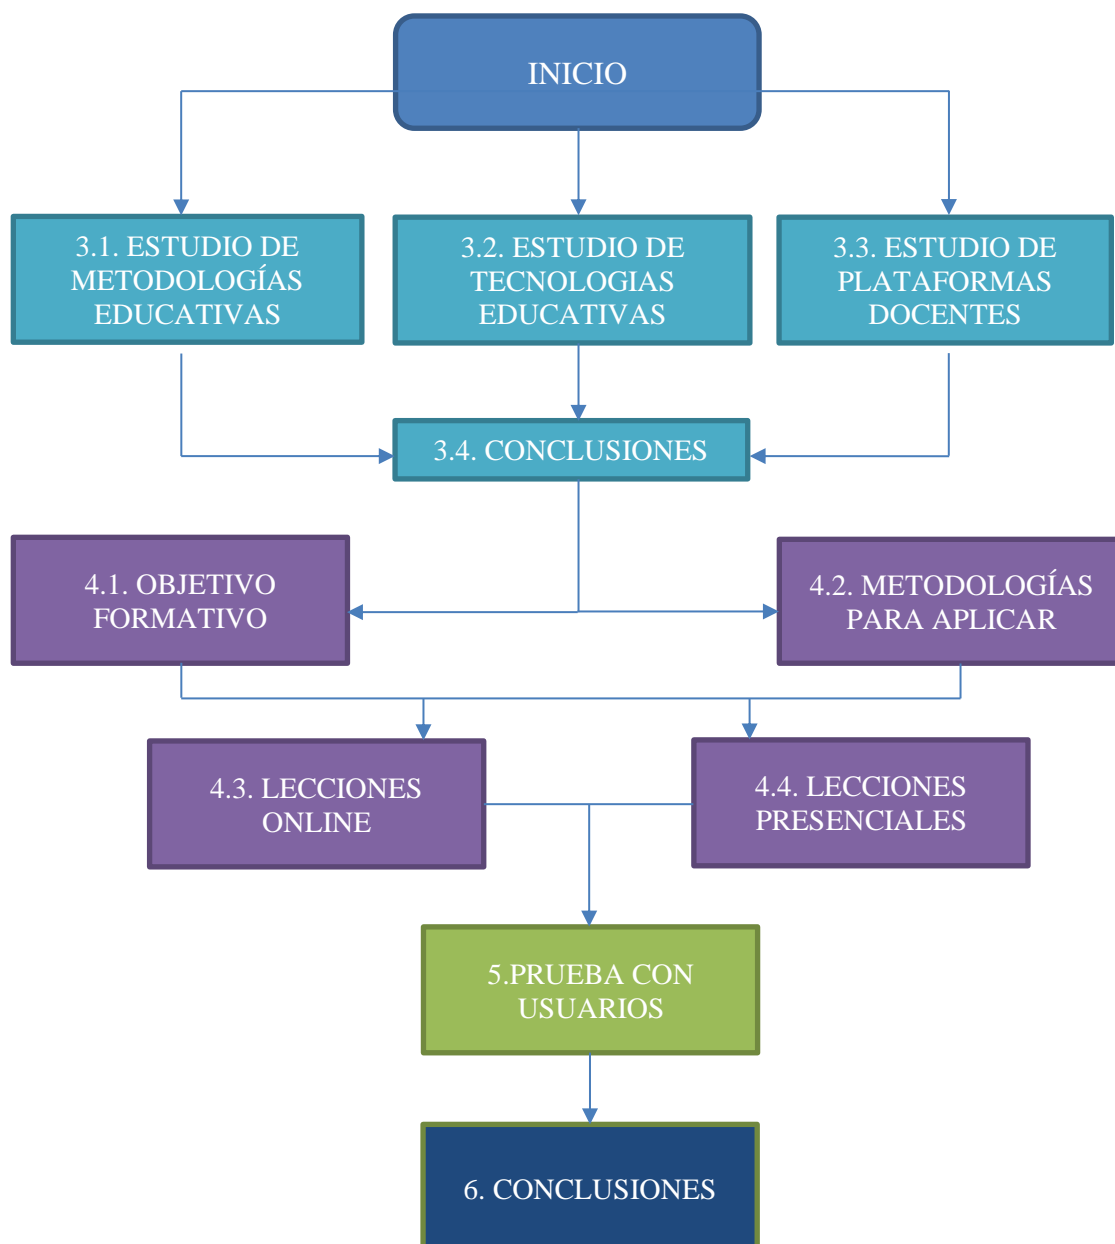 INICIO
3.1. ESTUDIO DE
METODOLOGÍAS
EDUCATIVAS
3.2. ESTUDIO DE
TECNOLOGIAS
EDUCATIVAS
3.3. ESTUDIO DE
PLATAFORMAS
DOCENTES
3.4. CONCLUSIONES
4.1. OBJETIVO
FORMATIVO
4.2. METODOLOGÍAS
PARA APLICAR
4.3. LECCIONES
ONLINE
4.4. LECCIONES
PRESENCIALES
5.PRUEBA CON
USUARIOS
6. CONCLUSIONES